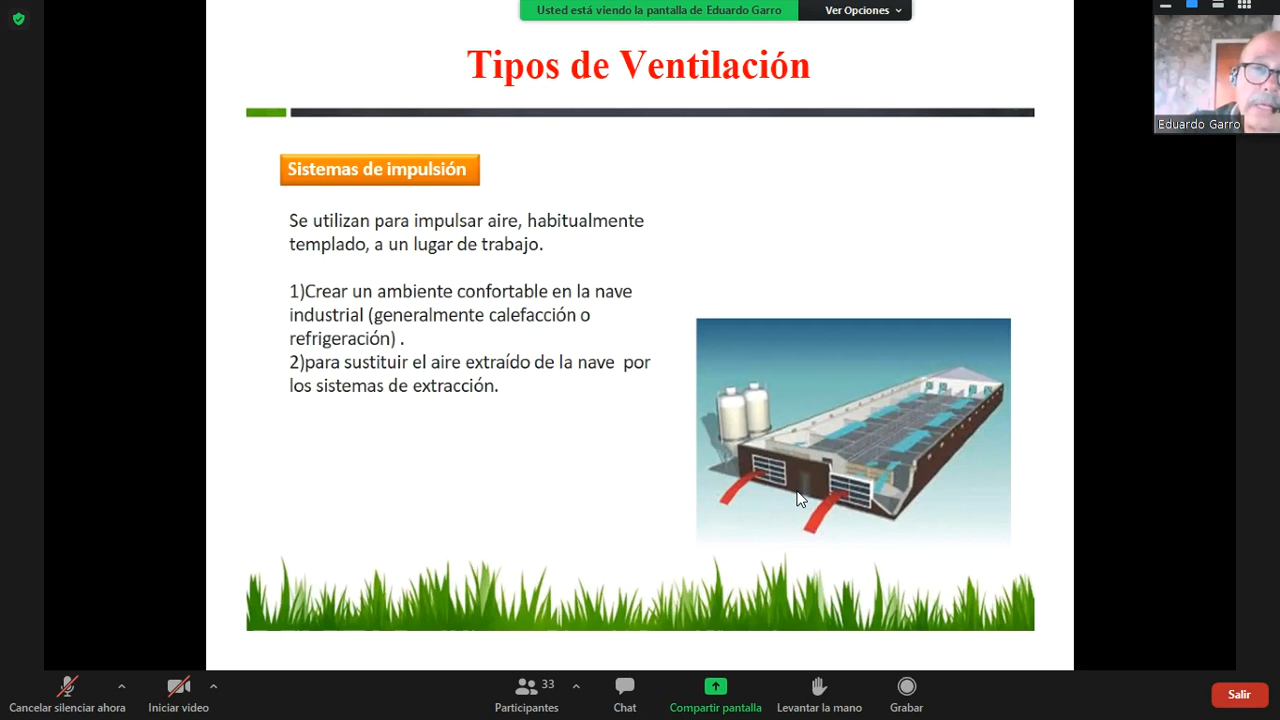 Usted está viendo la pantalla de Eduardo Garro
Ver Opciones
Tipos de Ventilación
Eduardo Garro
Sistemas de impulsión
Se utilizan para impulsar aire, habitualmente
templado, a un lugar de trabajo.
1)Crear un ambiente confortable en la nave
industrial (generalmente calefacción o
refrigeración) .
2)para sustituir el aire extraído de la nave por
los sistemas de extracción.
33
Cancelar silenciar ahora
Iniciar video
Participantes
Chat
Compartir pantalla
Levantar la mano
Grabar
Salir